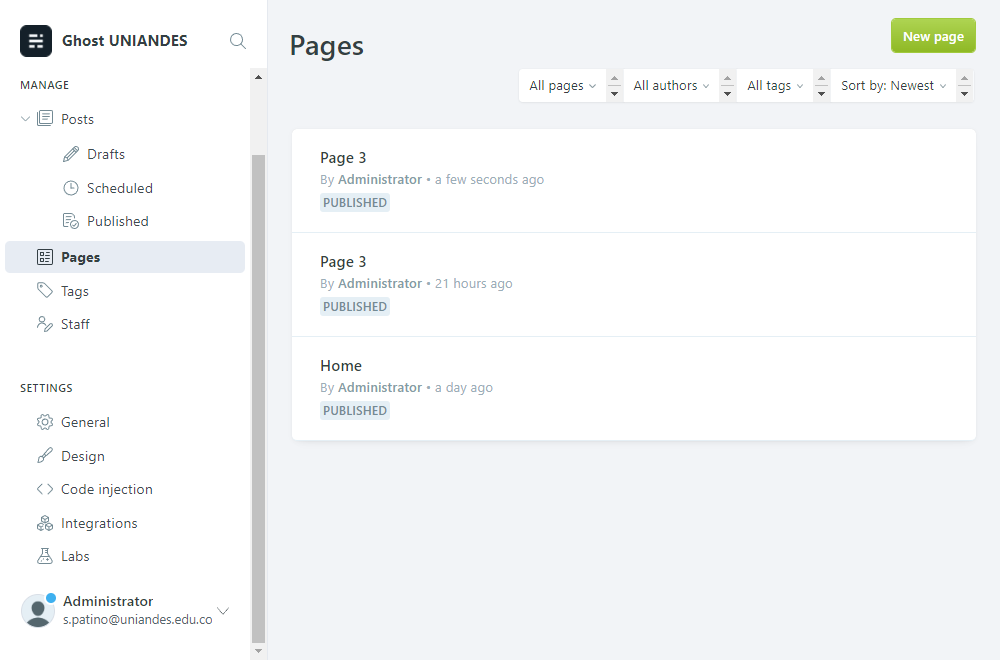 Ghost UNIANDES
MANAGE
Posts
Drafts
Scheduled
Published
Pages
Tags
Staff
SETTINGS
General
Design
Code injection
Integrations
Labs
Administrator
s.patino@uniandes.edu.co
Pages
New page
All pages
All authors
All tags
Sort by: Newest
Page 3
By Administrator • a few seconds ago
PUBLISHED
Page 3
By Administrator • 21 hours ago
PUBLISHED
Home
By Administrator • a day ago
PUBLISHED